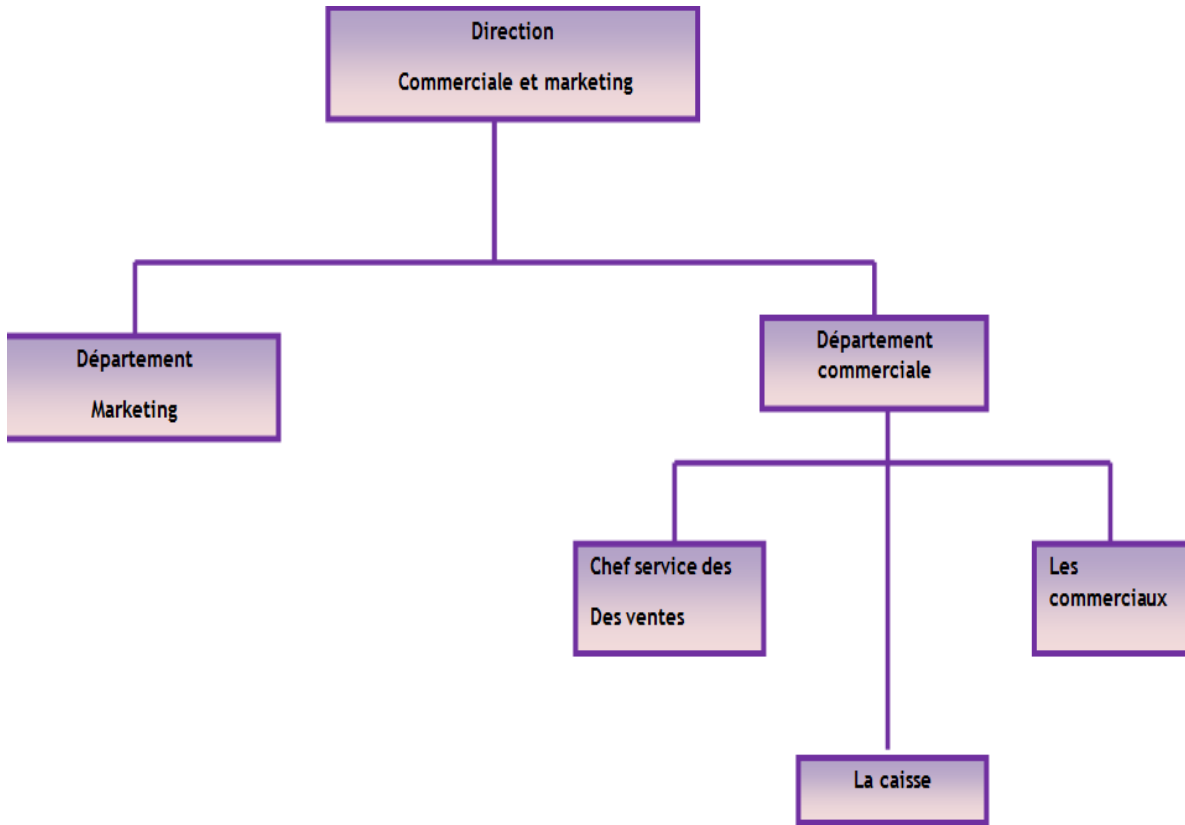 Direction
Commerciale et marketing
Département
Marketing
Département
commerciale
Chef service des
Des ventes
Les
commerciaux
La caisse